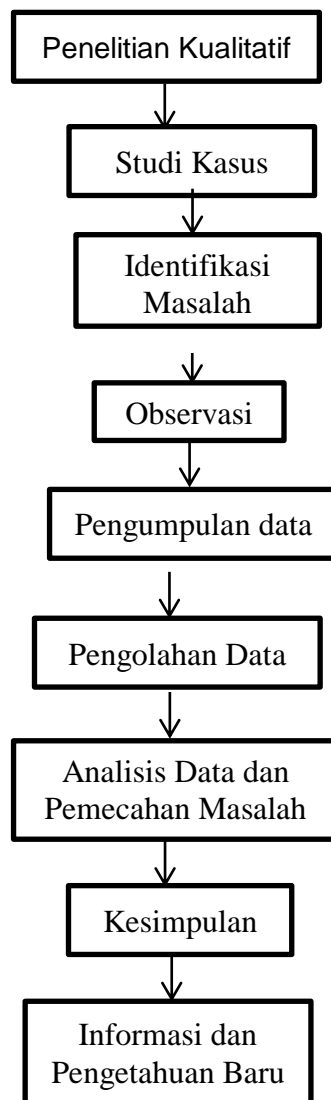 Penelitian Kualitatif
Studi Kasus
Identifikasi
Masalah
Observasi
Pengumpulan data
Pengolahan Data
Analisis Data dan
Pemecahan Masalah
Kesimpulan
Informasi dan
Pengetahuan Baru